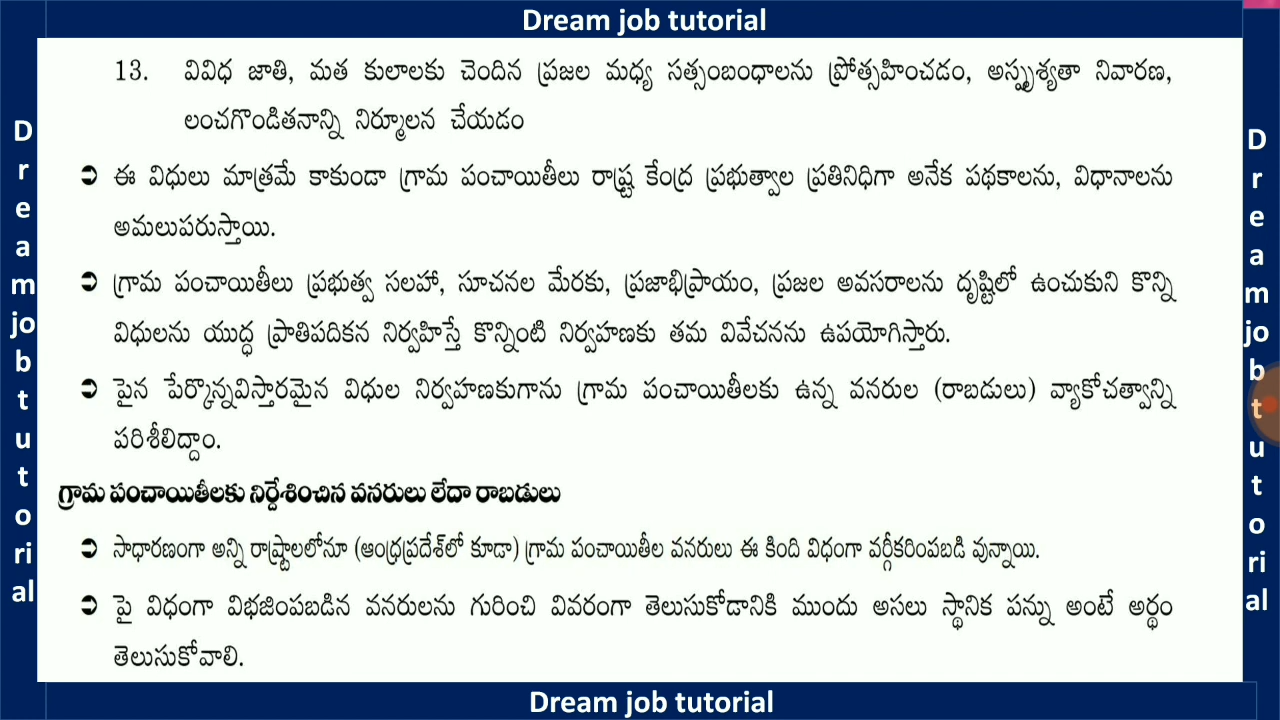 Dream job tutorial
13. వివిధ జాతి, మత కులాలకు చెందిన ప్రజల మధ్య సత్సంబంధాలను ప్రోత్సహించడం, అస్పృశ్యతా నివారణ,
లంచగొండితనాన్ని నిర్మూలన చేయడం
➲ ఈ విధులు మాత్రమే కాకుండా గ్రామ పంచాయితీలు రాష్ట్ర కేంద్ర ప్రభుత్వాల ప్రతినిధిగా అనేక పథకాలను, విధానాలను
అమలుపరుస్తాయి.
➲ గ్రామ పంచాయితీలు ప్రభుత్వ సలహా, సూచనల మేరకు, ప్రజాభిప్రాయం, ప్రజల అవసరాలను దృష్టిలో ఉంచుకుని కొన్ని
విధులను యుద్ధ ప్రాతిపదికన నిర్వహిస్తే కొన్నింటి నిర్వహణకు తమ వివేచనను ఉపయోగిస్తారు.
➲ పైన పేర్కొన్నవిస్తారమైన విధుల నిర్వహణకుగాను గ్రామ పంచాయితీలకు ఉన్న వనరుల (రాబడులు) వ్యాకోచత్వాన్ని
పరిశీలిద్దాం.
గ్రామ పంచాయితీలకు నిర్దేశించిన వనరులు లేదా రాబడులు
➲ సాధారణంగా అన్ని రాష్ట్రాలలోనూ (ఆంధ్రప్రదేశ్‌లో కూడా) గ్రామ పంచాయితీల వనరులు ఈ కింది విధంగా వర్గీకరింపబడి వున్నాయి.
➲ పై విధంగా విభజింపబడిన వనరులను గురించి వివరంగా తెలుసుకోడానికి ముందు అసలు స్థానిక పన్ను అంటే అర్థం
తెలుసుకోవాలి.
Dream job tutorial
Dream job tutorial
Dream job tutorial